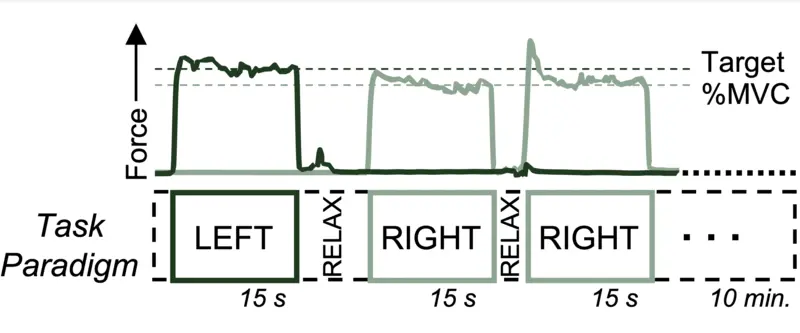 Force
Target
%MVC
Task
Paradigm
LEFT
RELAX
RIGHT
RELAX
RIGHT
. . .
15 s
15 s
15 s
10 min.